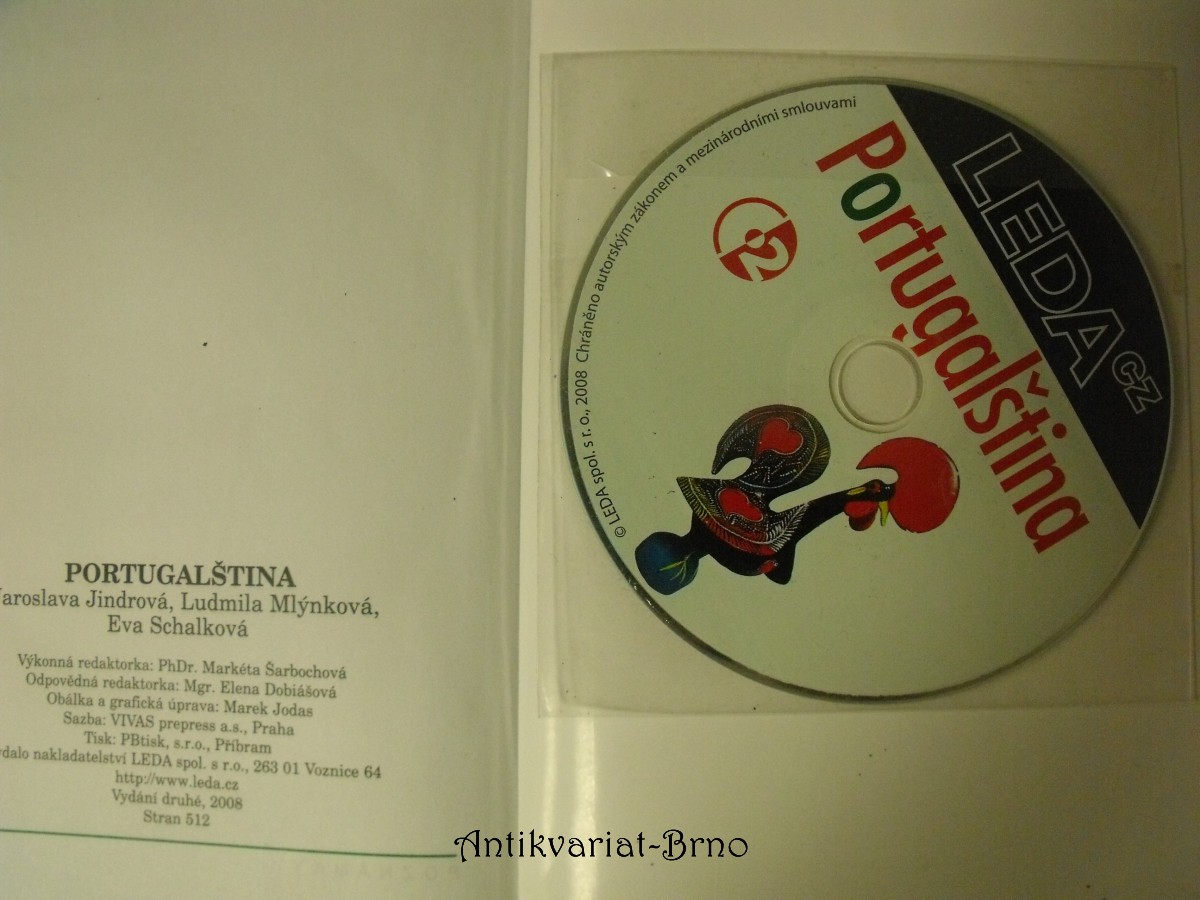 PORTUGALŠTINA
Jaroslava Jindrová, Ludmila Mlýnková,
Eva Schalková
Výkonná redaktorka: PhDr. Markéta Šarbochová
Odpovědná redaktorka: Mgr. Elena Dobiášová
Obálka a grafická úprava: Marek Jodas
Sazba: VIVAS prepress a.s., Praha
Tisk: PBtisk, s.r.o., Příbram
Vydalo nakladatelství LEDA spol. s r.o., 263 01 Voznice 64
http://www.leda.cz
Vydání druhé, 2008
Stran 512
© LEDA spol. s r. o., 2008 Chráněno autorským zákonem a mezinárodními smlouvami
LEDA cz
Portugalština
2
Antikvariat-Brno